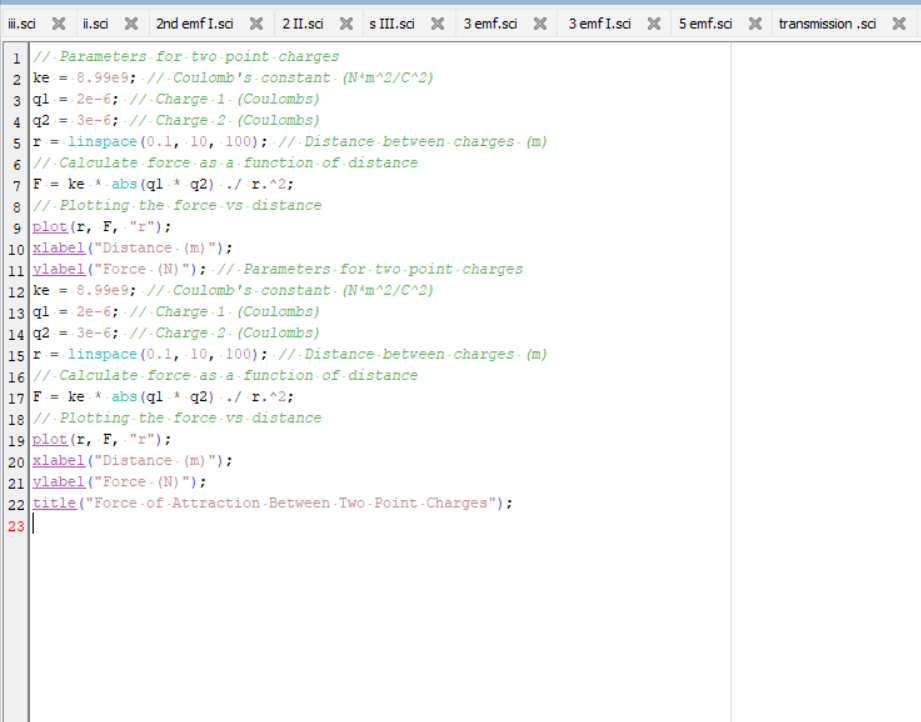 iii.sci ii.sci 2nd emf I.sci 2 II.sci s III.sci 3 emf.sci 3 emf I.sci 5 emf.sci transmission .sci
1 // Parameters for two point charges
2 ke = 8.99e9; // Coulomb's constant (N*m^2/C^2)
3 q1 = 2e-6; // Charge 1 (Coulombs)
4 q2 = 3e-6; // Charge 2 (Coulombs)
5 r = linspace(0.1, 10, 100); // Distance between charges (m)
6 // Calculate force as a function of distance
7 F = ke * abs(q1 * q2) ./ r.^2;
8 // Plotting the force vs distance
9 plot(r, F, "r");
10 xlabel("Distance (m)");
11 ylabel("Force (N)"); // Parameters for two point charges
12 ke = 8.99e9; // Coulomb's constant (N*m^2/C^2)
13 q1 = 2e-6; // Charge 1 (Coulombs)
14 q2 = 3e-6; // Charge 2 (Coulombs)
15 r = linspace(0.1, 10, 100); // Distance between charges (m)
16 // Calculate force as a function of distance
17 F = ke * abs(q1 * q2) ./ r.^2;
18 // Plotting the force vs distance
19 plot(r, F, "r");
20 xlabel("Distance (m)");
21 ylabel("Force (N)");
22 title("Force of Attraction Between Two Point Charges");
23